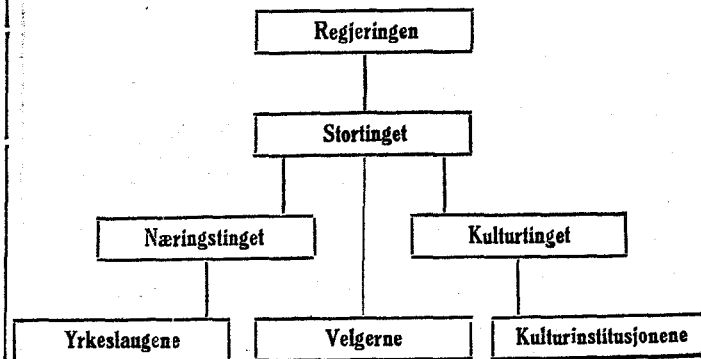 Regjeringen
Stortinget
Næringstinget
Kulturtinget
Yrkeslaugene
Velgerne
Kulturinstitusjonene